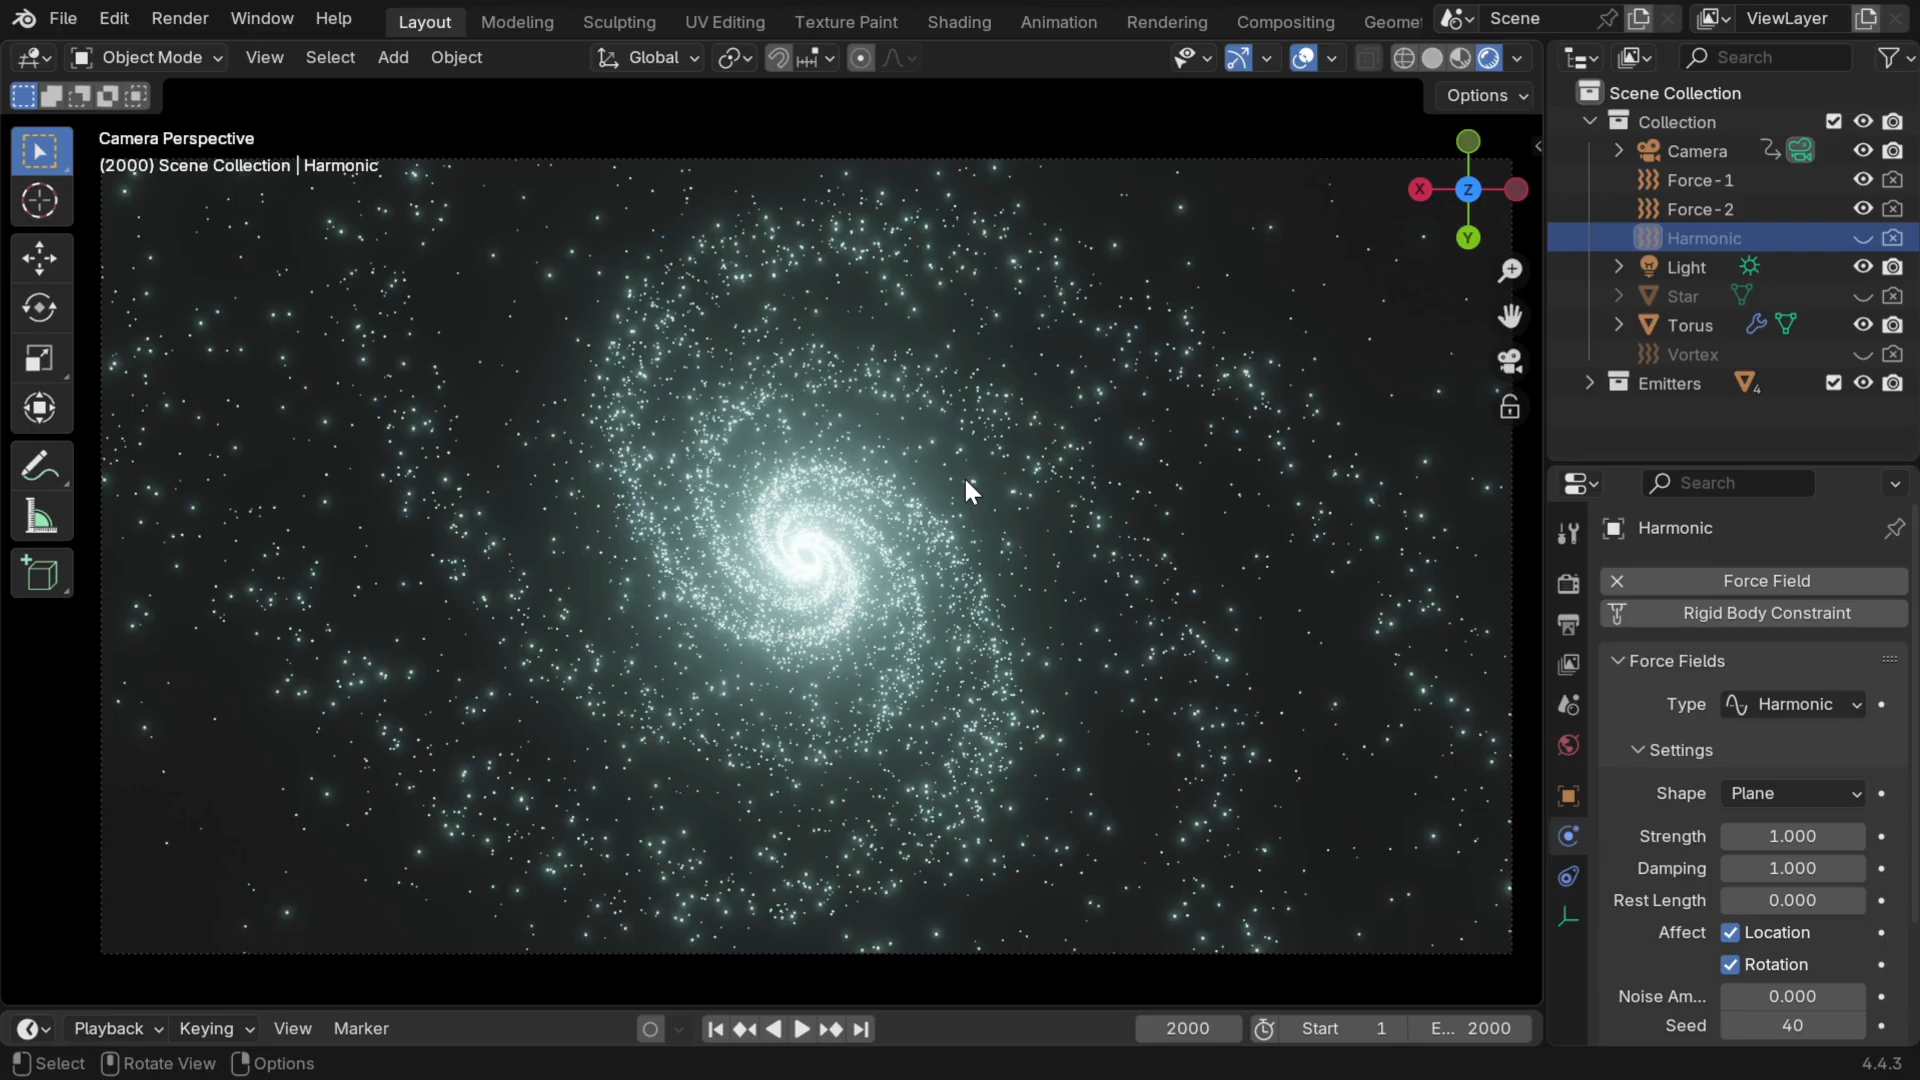 File Edit Render Window Help Layout Modeling Sculpting UV Editing Texture Paint Shading Animation Rendering Compositing Geomet Scene ViewLayer
Object Mode View Select Add Object Global Search
Options
Camera Perspective
(2000) Scene Collection | Harmonic
X
Z
Y
Scene Collection
Collection
Camera
Force-1
Force-2
Harmonic
Light
Star
Torus
Vortex
Emitters 4
Search
Harmonic
Force Field
Rigid Body Constraint
Force Fields
Type Harmonic
Settings
Shape Plane
Strength 1.000
Damping 1.000
Rest Length 0.000
Affect Location
Rotation
Noise Am... 0.000
Seed 40
Playback Keying View Marker 2000 Start 1 E... 2000
Select Rotate View Options 4.4.3